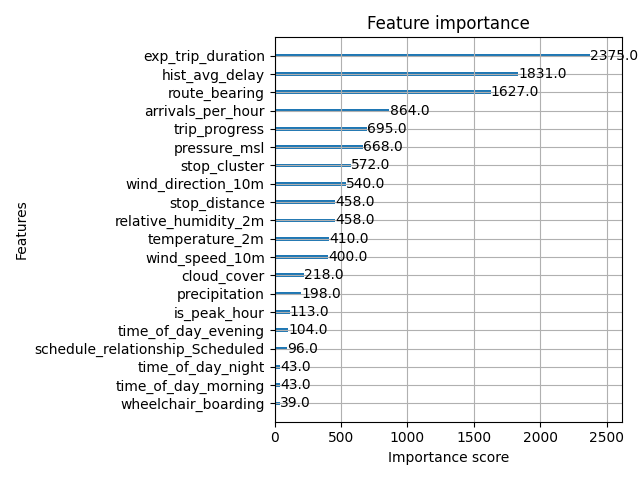 Feature importance
exp_trip_duration 2375.0
hist_avg_delay 1831.0
route_bearing 1627.0
arrivals_per_hour 864.0
trip_progress 695.0
pressure_msl 668.0
stop_cluster 572.0
wind_direction_10m 540.0
stop_distance 458.0
relative_humidity_2m 458.0
temperature_2m 410.0
wind_speed_10m 400.0
cloud_cover 218.0
precipitation 198.0
is_peak_hour 113.0
time_of_day_evening 104.0
schedule_relationship_Scheduled 96.0
time_of_day_night 43.0
time_of_day_morning 43.0
wheelchair_boarding 39.0
Features
0 500 1000 1500 2000 2500
Importance score